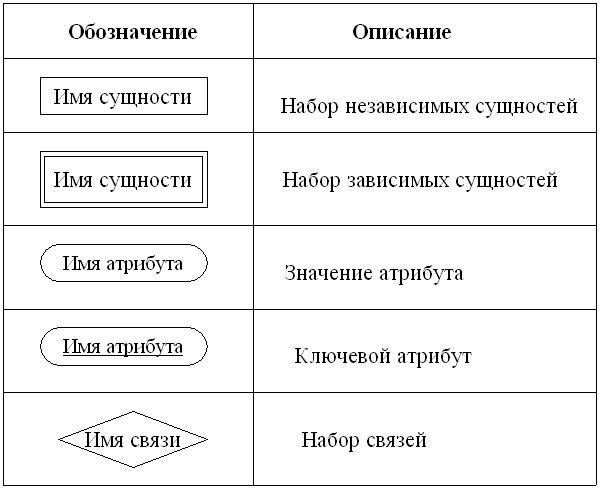 Обозначение Описание
Имя сущности Набор независимых сущностей
Имя сущности Набор зависимых сущностей
Имя атрибута Значение атрибута
Имя атрибута Ключевой атрибут
Имя связи Набор связей